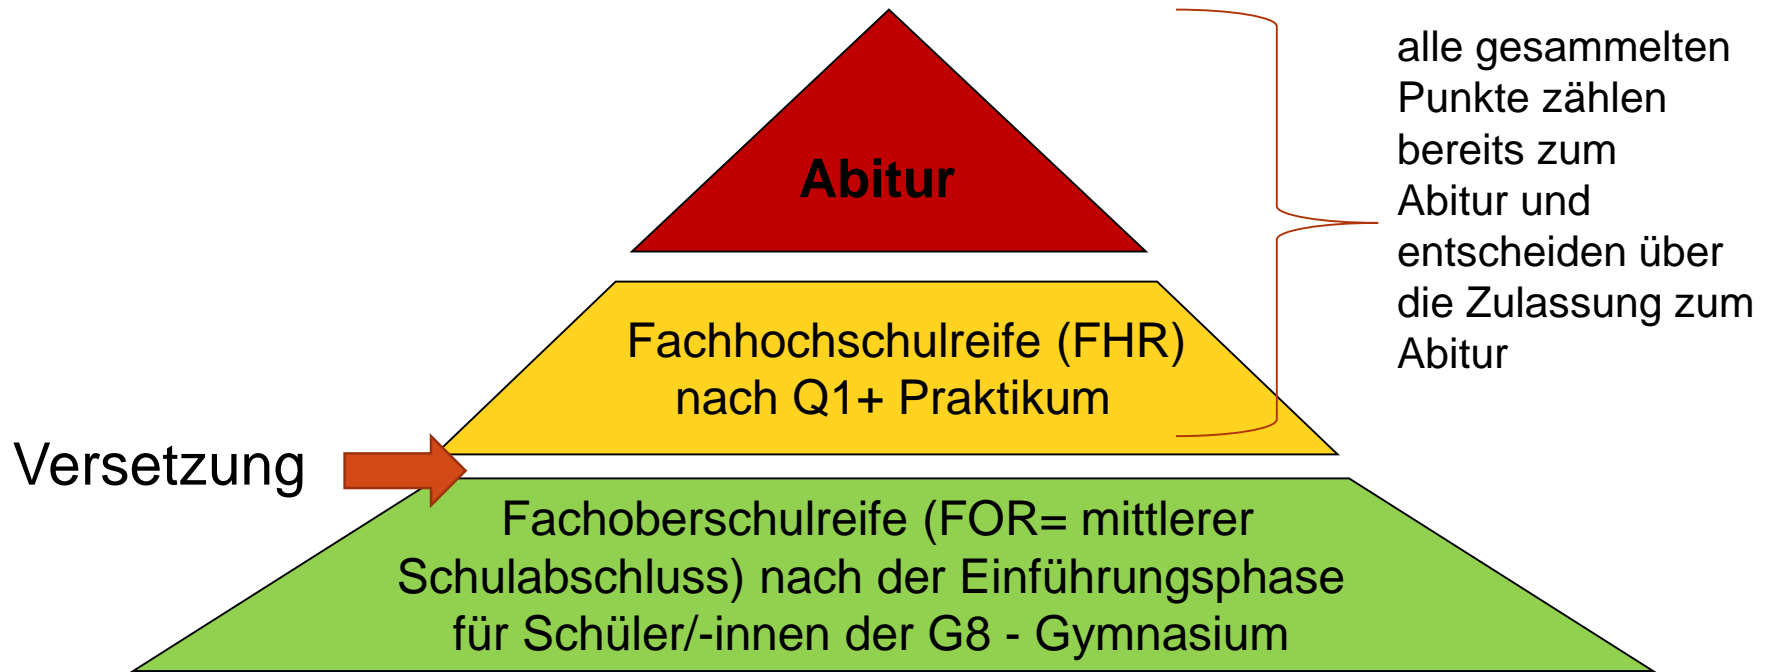 Abitur
alle gesammelten
Punkte zählen
bereits zum
Abitur und
entscheiden über
die Zulassung zum
Abitur
Fachhochschulreife (FHR)
nach Q1+ Praktikum
Versetzung
Fachoberschulreife (FOR= mittlerer
Schulabschluss) nach der Einführungsphase
für Schüler/-innen der G8 - Gymnasium